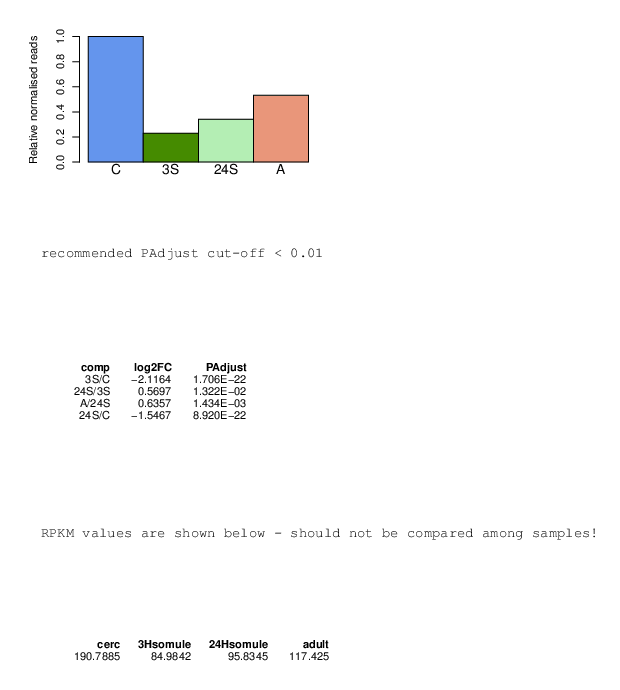 Relative normalised reads
1.0
0.8
0.6
0.4
0.2
0.0
C 3S 24S A
recommended PAdjust cut-off < 0.01
comp log2FC PAdjust
3S/C −2.1164 1.706E−22
24S/3S 0.5697 1.322E−02
A/24S 0.6357 1.434E−03
24S/C −1.5467 8.920E−22
RPKM values are shown below - should not be compared among samples!
cerc 3Hsomule 24Hsomule adult
190.7885 84.9842 95.8345 117.425